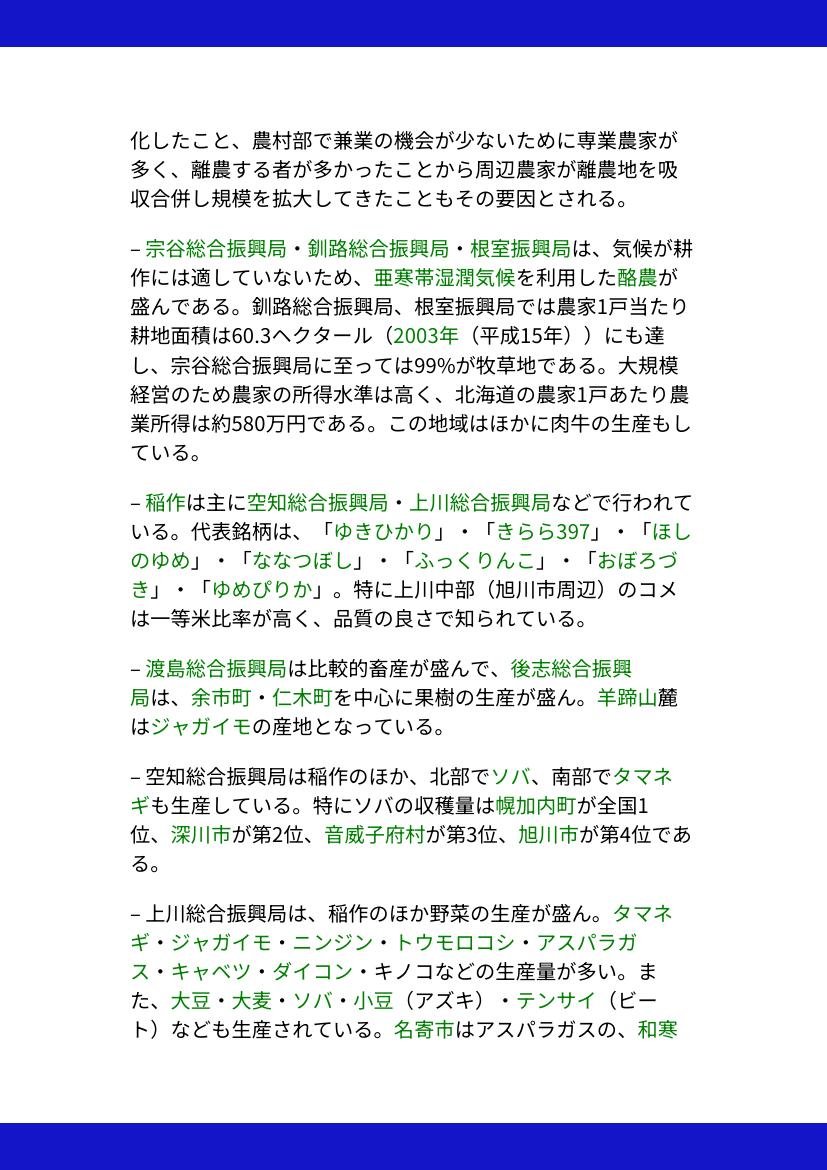 化したこと、農村部で兼業の機会が少ないために専業農家が
多く、離農する者が多かったことから周辺農家が離農地を吸
収合併し規模を拡大してきたこともその要因とされる。
– 宗谷総合振興局・釧路総合振興局・根室振興局は、気候が耕
作には適していないため、亜寒帯湿潤気候を利用した酪農が
盛んである。釧路総合振興局、根室振興局では農家1戸当たり
耕地面積は60.3ヘクタール（2003年（平成15年））にも達
し、宗谷総合振興局に至っては99%が牧草地である。大規模
経営のため農家の所得水準は高く、北海道の農家1戸あたり農
業所得は約580万円である。この地域はほかに肉牛の生産もし
ている。
– 稲作は主に空知総合振興局・上川総合振興局などで行われて
いる。代表銘柄は、「ゆきひかり」・「きらら397」・「ほし
のゆめ」・「ななつぼし」・「ふっくりんこ」・「おぼろづ
き」・「ゆめぴりか」。特に上川中部（旭川市周辺）のコメ
は一等米比率が高く、品質の良さで知られている。
– 渡島総合振興局は比較的畜産が盛んで、後志総合振興
局は、余市町・仁木町を中心に果樹の生産が盛ん。羊蹄山麓
はジャガイモの産地となっている。
– 空知総合振興局は稲作のほか、北部でソバ、南部でタマネ
ギも生産している。特にソバの収穫量は幌加内町が全国1
位、深川市が第2位、音威子府村が第3位、旭川市が第4位であ
る。
– 上川総合振興局は、稲作のほか野菜の生産が盛ん。タマネ
ギ・ジャガイモ・ニンジン・トウモロコシ・アスパラガ
ス・キャベツ・ダイコン・キノコなどの生産量が多い。ま
た、大豆・大麦・ソバ・小豆（アズキ）・テンサイ（ビー
ト）なども生産されている。名寄市はアスパラガスの、和寒